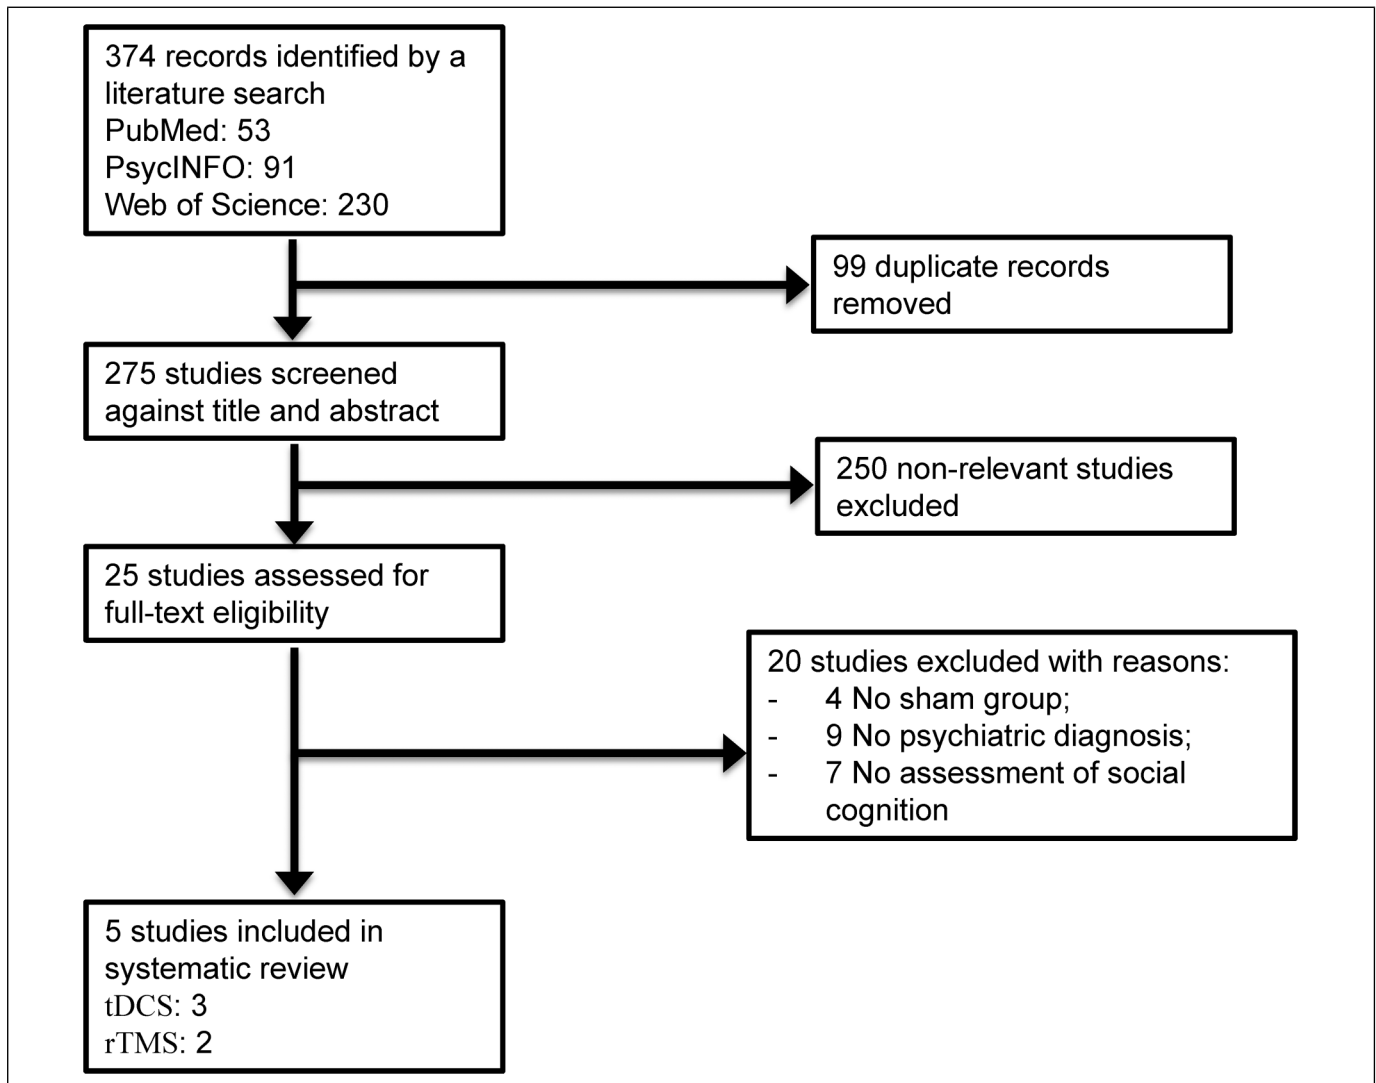 374 records identified by a
literature search
PubMed: 53
PsycINFO: 91
Web of Science: 230
99 duplicate records
removed
275 studies screened
against title and abstract
250 non-relevant studies
excluded
25 studies assessed for
full-text eligibility
20 studies excluded with reasons:
- 4 No sham group;
- 9 No psychiatric diagnosis;
- 7 No assessment of social
cognition
5 studies included in
systematic review
tDCS: 3
rTMS: 2